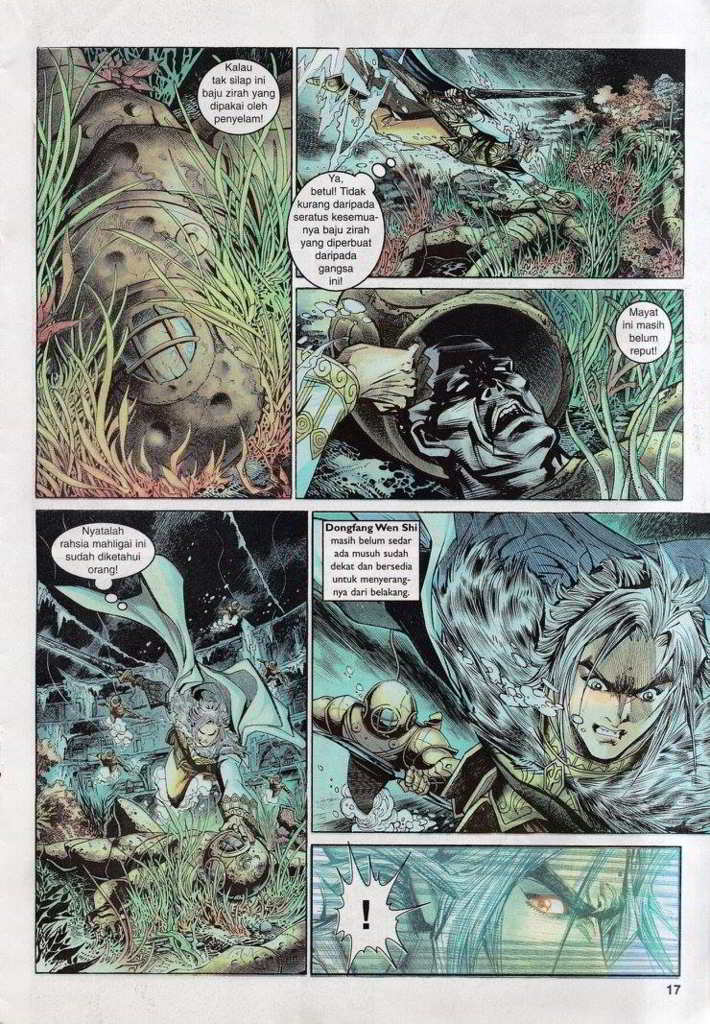 Kalau
tak silap ini
baju zirah yang
dipakai oleh
penyelam!
Ya,
betul! Tidak
kurang daripada
seratus kesemua-
nya baju zirah
yang diperbuat
daripada
gangsa
ini!
Mayat
ini masih
belum
reput!
Nyatalah
rahsia mahligai ini
sudah diketahui
orang!
Dongfang Wen Shi
masih belum sedar
ada musuh sudah
dekat dan bersedia
untuk menyerang-
nya dari belakang.
!
17